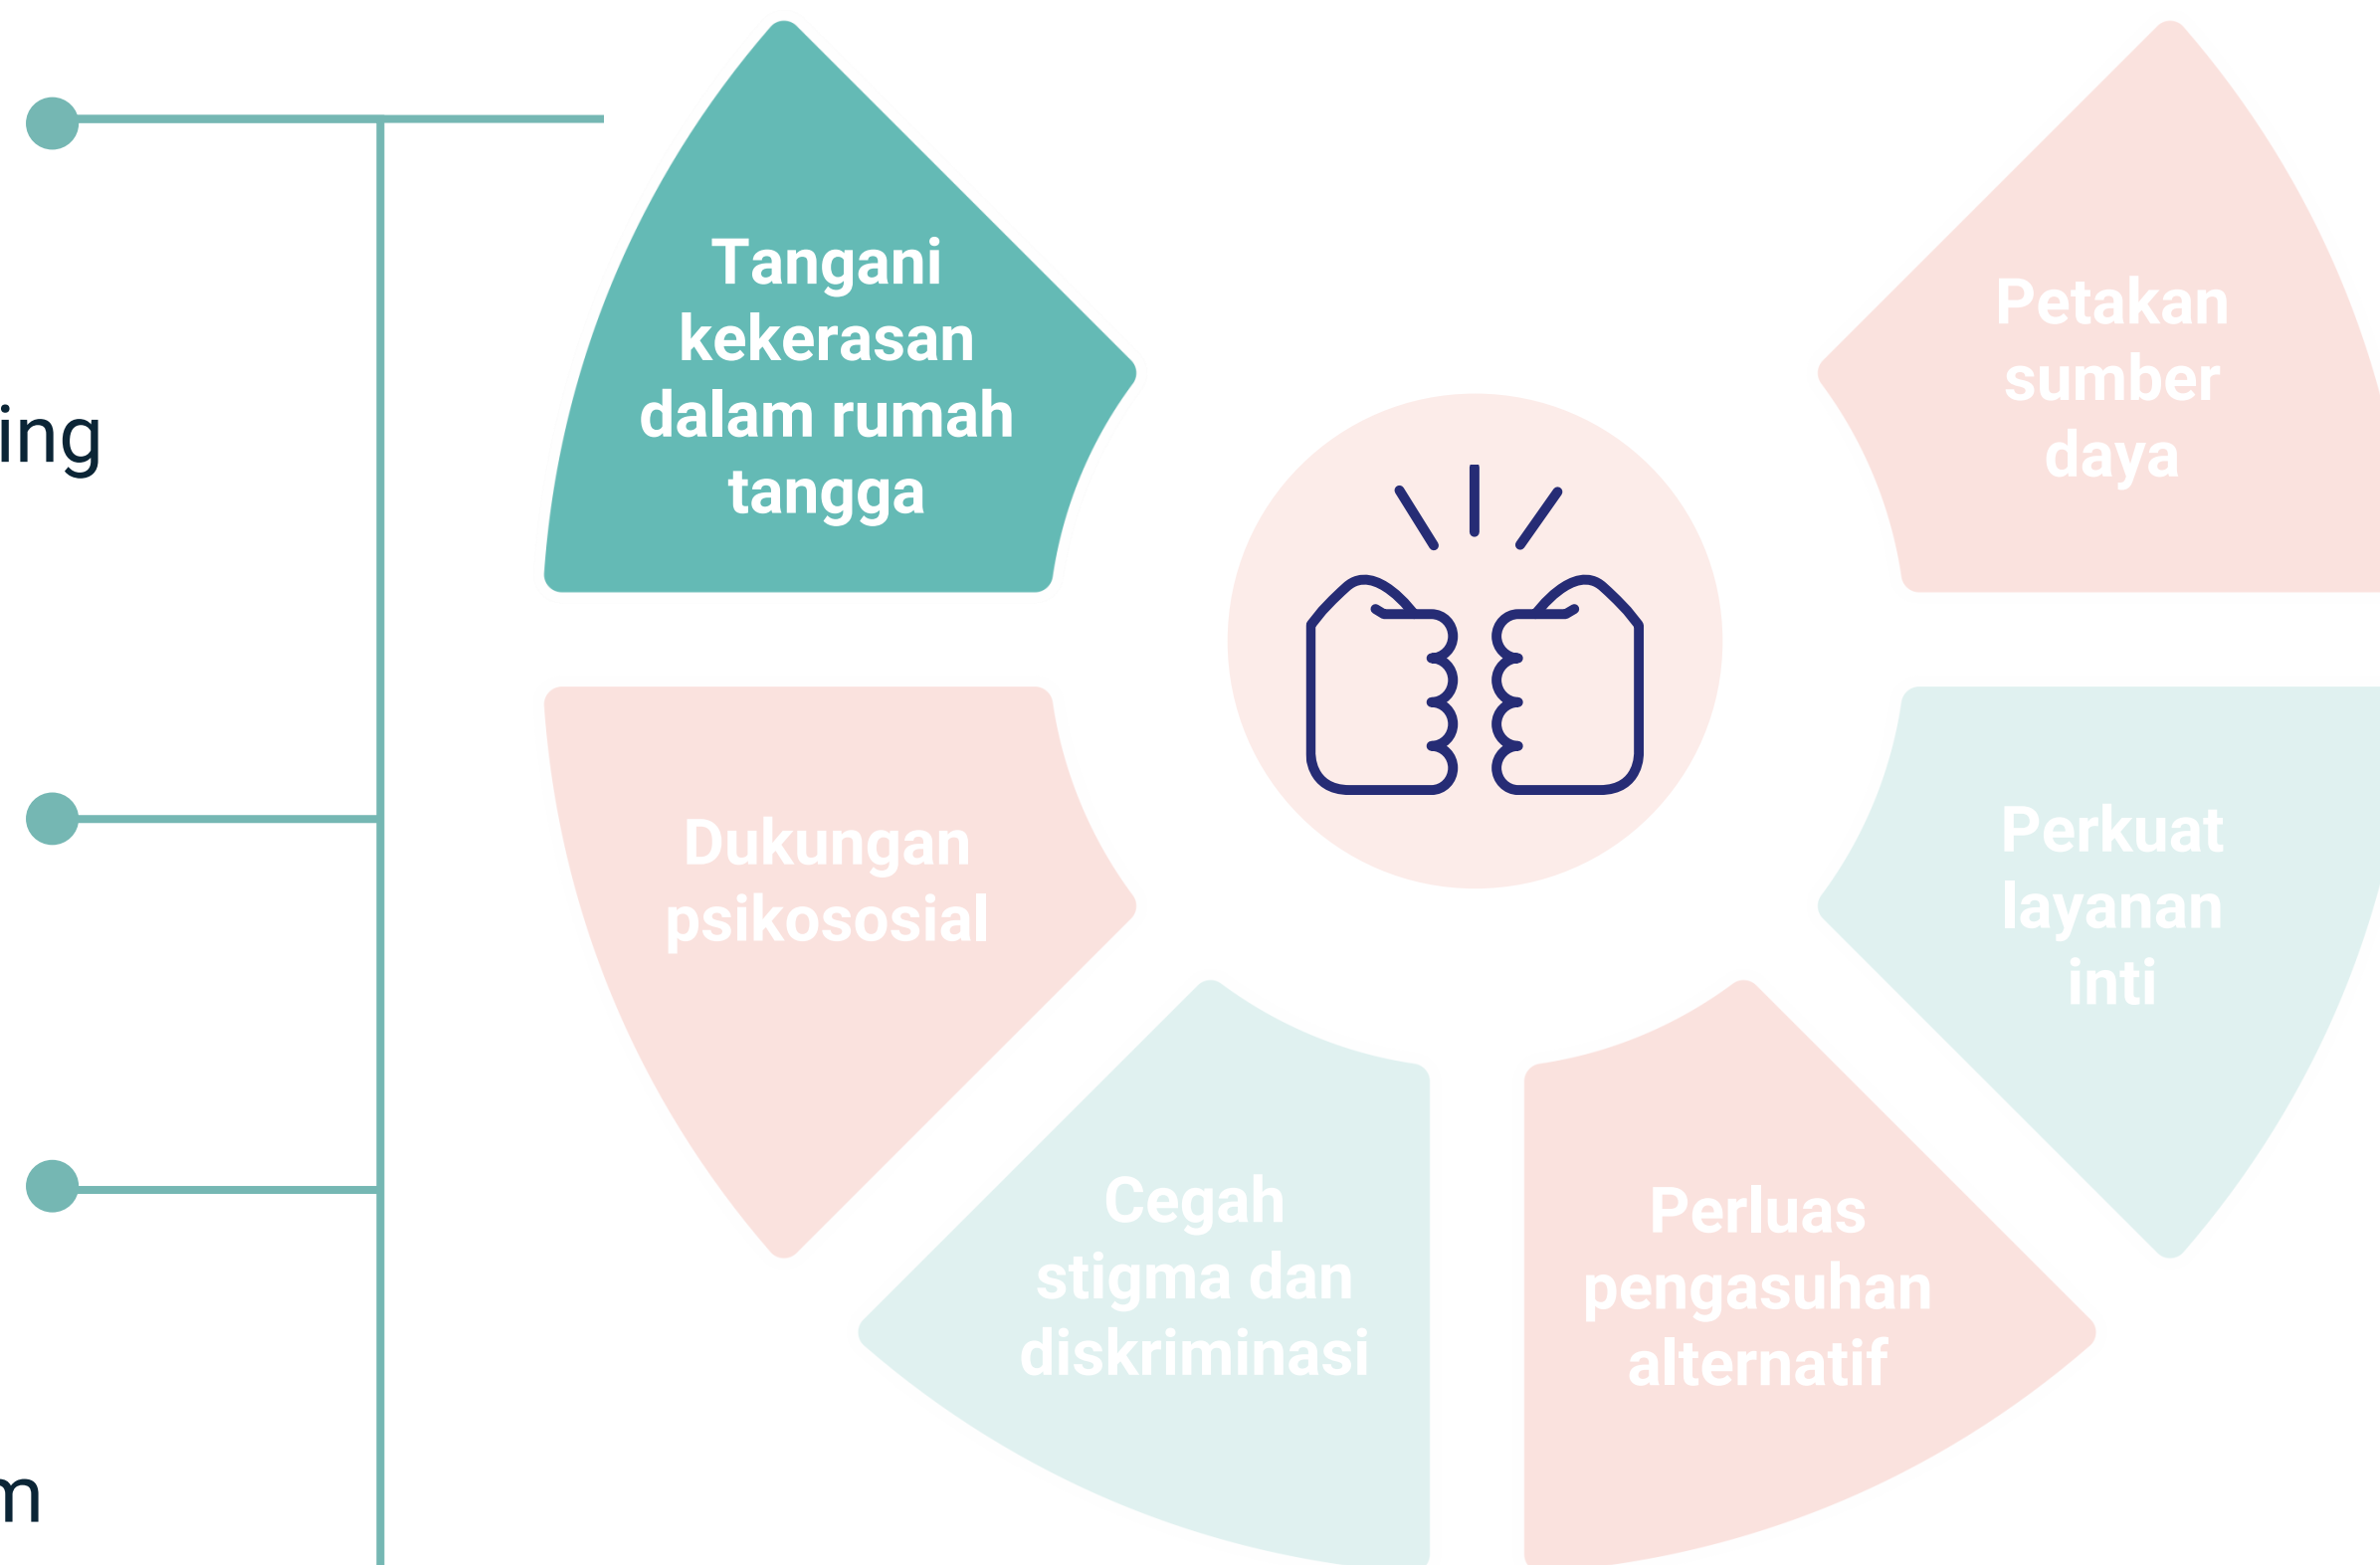 ing
m
Tangani
kekerasan
dalam rumah
tangga
Dukungan
psikososial
Cegah
stigma dan
diskriminasi
Perluas
pengasuhan
alternatif
Perkuat
layanan
inti
Petakan
sumber
daya